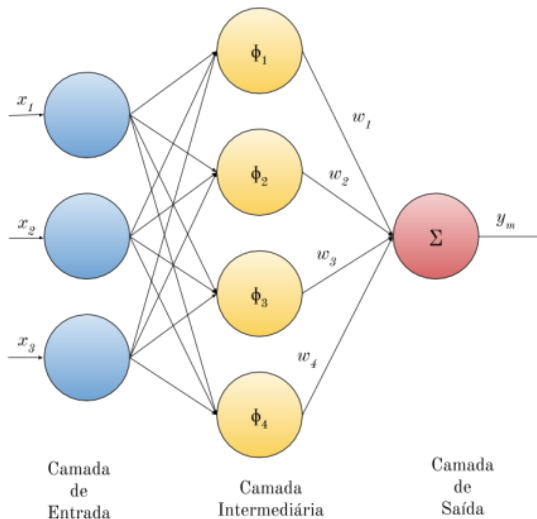 x₁
x₂
x₃
ϕ₁
ϕ₂
ϕ₃
ϕ₄
w₁
w₂
w₃
w₄
Σ
yₘ
Camada
de
Entrada
Camada
Intermediária
Camada
de
Saída